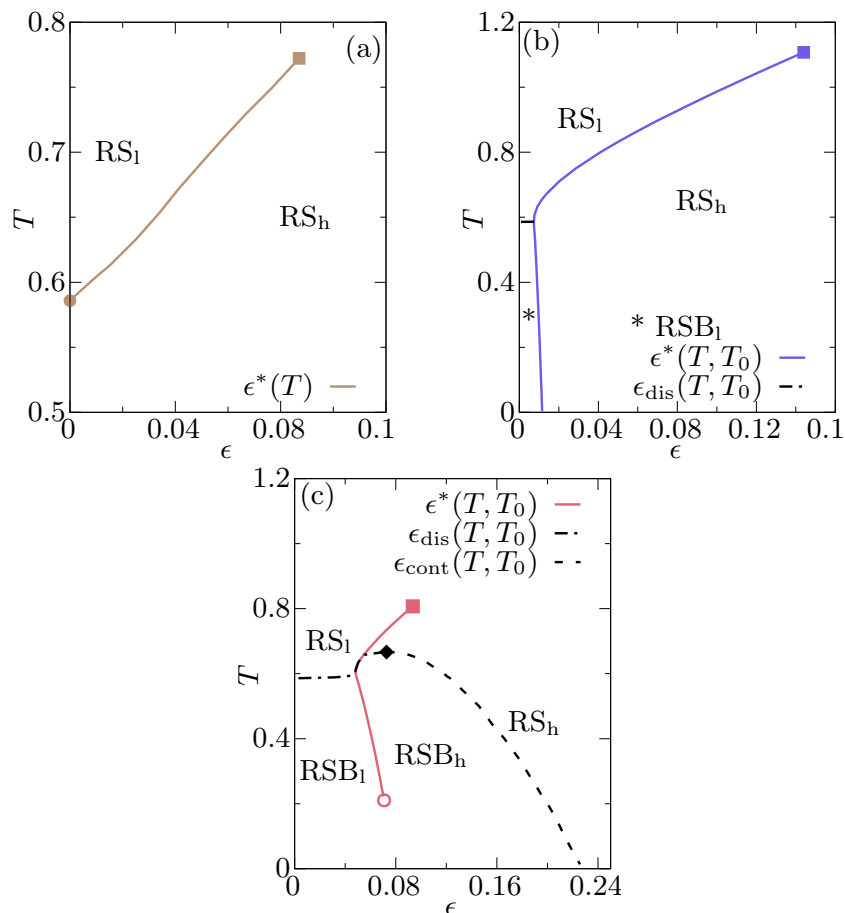 (a)
T
0.8
0.7
0.6
0.5
RS_l
RS_h
ϵ*(T)
0
0.04
0.08
0.1
ϵ
(b)
T
1.2
0.8
0.4
0
RS_l
RS_h
*
* RSB_l
ϵ*(T, T_0)
ϵ_dis(T, T_0)
0
0.04
0.08
0.12
0.1
ϵ
(c)
T
1.2
0.8
0.4
0
ϵ*(T, T_0)
ϵ_dis(T, T_0)
ϵ_cont(T, T_0)
RS_l
RS_h
RSB_l
RSB_h
0
0.08
0.16
0.24
ϵ